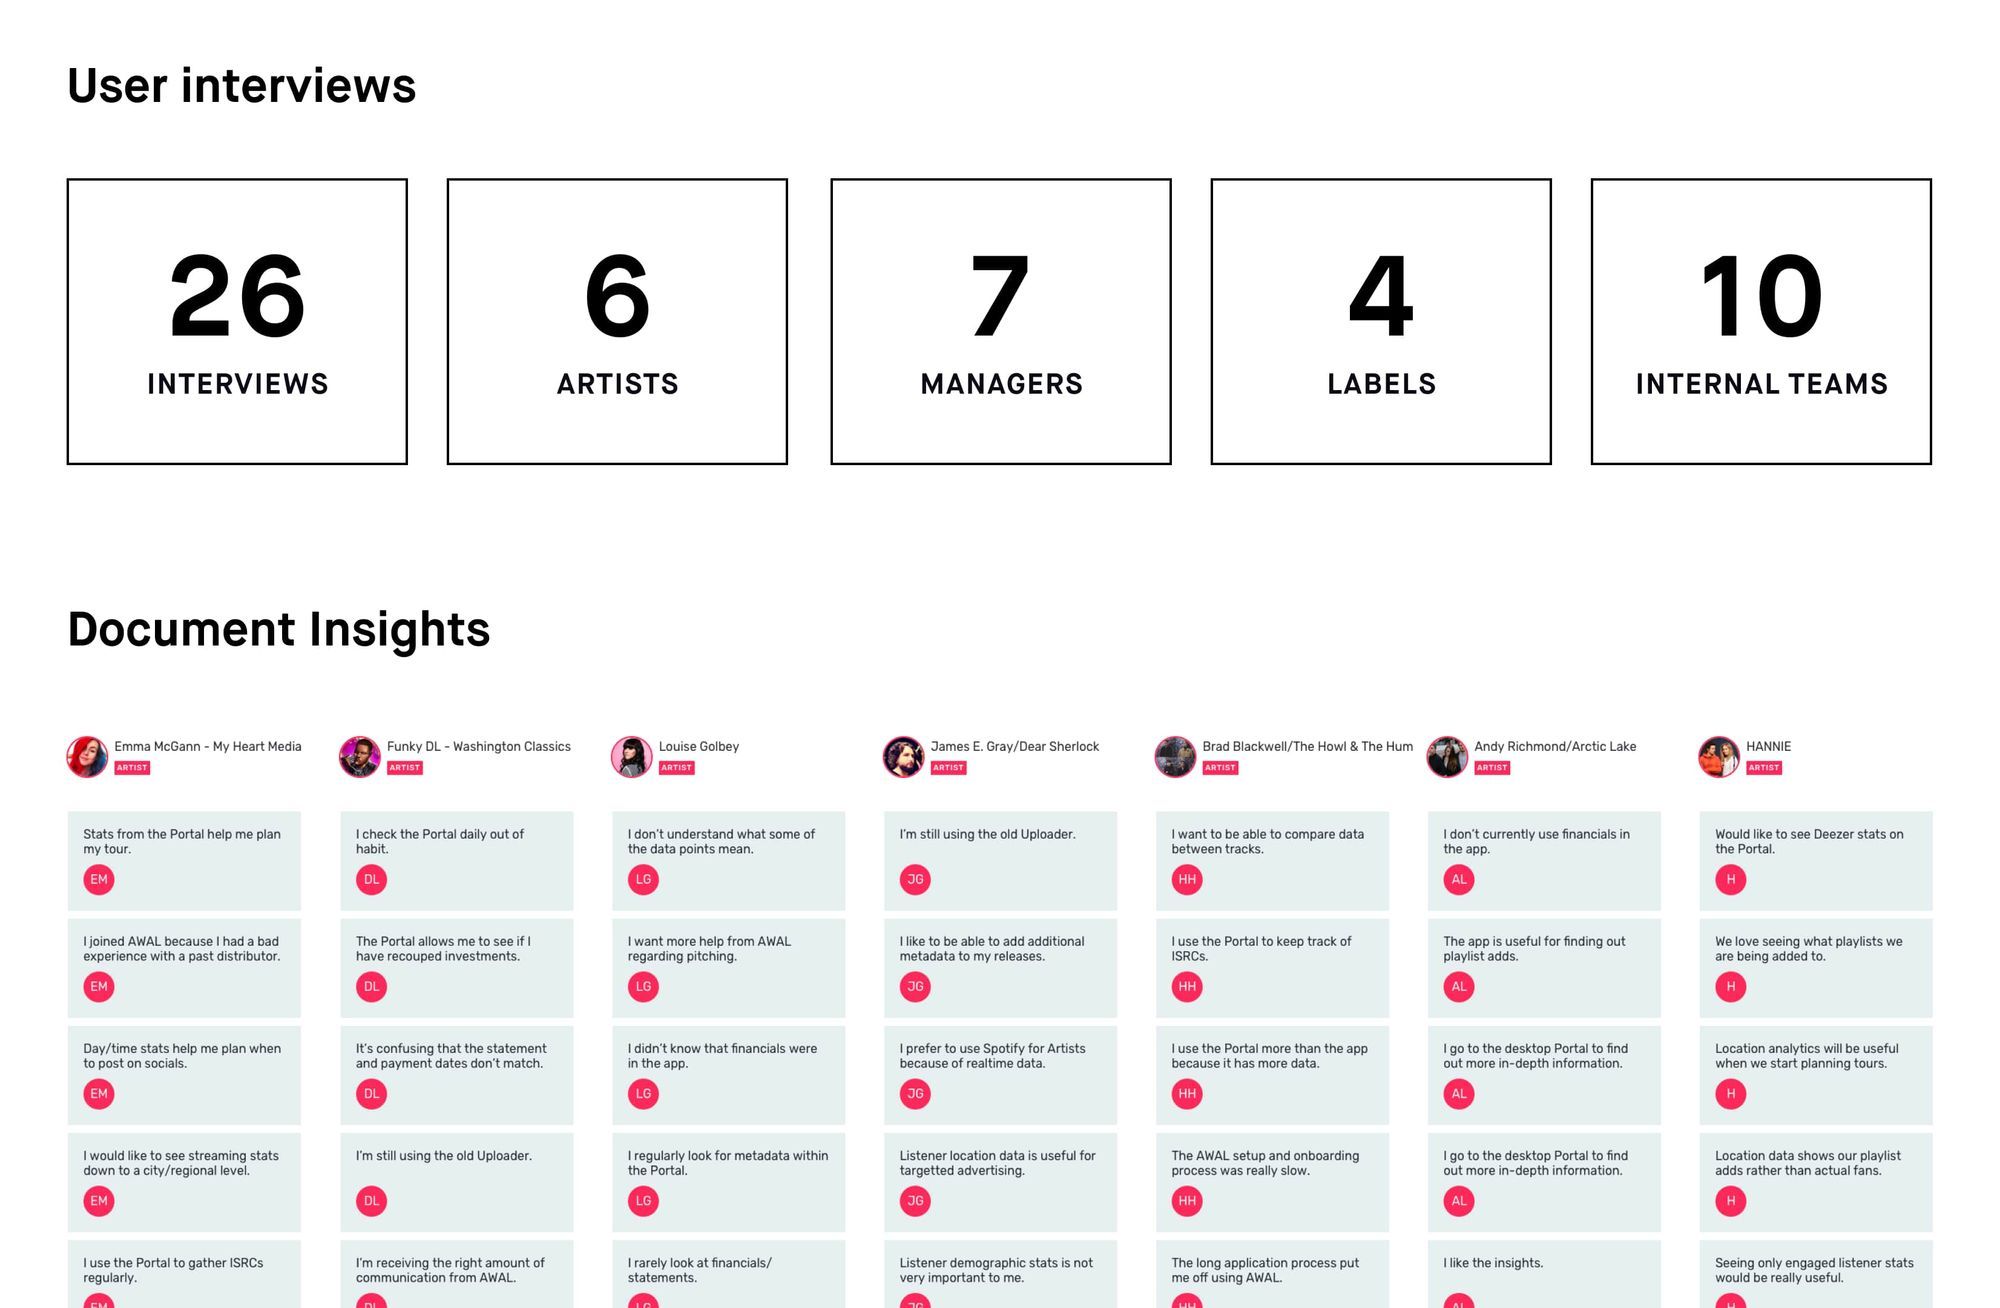 User interviews
26
INTERVIEWS
6
ARTISTS
7
MANAGERS
4
LABELS
10
INTERNAL TEAMS
Document Insights
Emma McGann - My Heart Media
ARTIST
Stats from the Portal help me plan
my tour.
EM
I joined AWAL because I had a bad
experience with a past distributor.
EM
Day/time stats help me plan when
to post on socials.
EM
I would like to see streaming stats
down to a city/regional level.
EM
I use the Portal to gather ISRCs
regularly.
EM
Funky DL - Washington Classics
ARTIST
I check the Portal daily out of
habit.
DL
The Portal allows me to see if I
have recouped investments.
DL
It's confusing that the statement
and payment dates don't match.
DL
I'm still using the old Uploader.
DL
I'm receiving the right amount of
communication from AWAL.
DL
Louise Golbey
ARTIST
I don't understand what some of
the data points mean.
LG
I want more help from AWAL
regarding pitching.
LG
I didn't know that financials were
in the app.
LG
I regularly look for metadata within
the Portal.
LG
I rarely look at financials/
statements.
LG
James E. Gray/Dear Sherlock
ARTIST
I'm still using the old Uploader.
JG
I like to be able to add additional
metadata to my releases.
JG
I prefer to use Spotify for Artists
because of realtime data.
JG
Listener location data is useful for
targetted advertising.
JG
Listener demographic stats is not
very important to me.
JG
Brad Blackwell/The Howl & The Hum
ARTIST
I want to be able to compare data
between tracks.
HH
I use the Portal to keep track of
ISRCs.
HH
I use the Portal more than the app
because it has more data.
HH
The AWAL setup and onboarding
process was really slow.
HH
The long application process put
me off using AWAL.
HH
Andy Richmond/Arctic Lake
ARTIST
I don't currently use financials in
the app.
AL
The app is useful for finding out
playlist adds.
AL
I go to the desktop Portal to find
out more in-depth information.
AL
I go to the desktop Portal to find
out more in-depth information.
AL
I like the insights.
AL
HANNIE
ARTIST
Would like to see Deezer stats on
the Portal.
H
We love seeing what playlists we
are being added to.
H
Location analytics will be useful
when we start planning tours.
H
Location data shows our playlist
adds rather than actual fans.
H
Seeing only engaged listener stats
would be really useful.
H